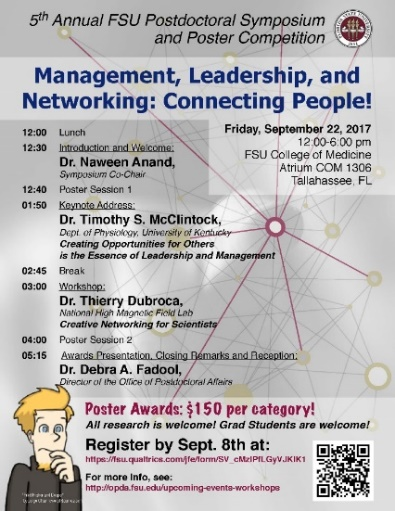 5th Annual FSU Postdoctoral Symposium
and Poster Competition
Management, Leadership, and
Networking: Connecting People!
Friday, September 22, 2017
12:00-6:00 pm
FSU College of Medicine
Atrium COM 1306
Tallahassee, FL
12:00 Lunch
12:30 Introduction and Welcome:
Dr. Naween Anand,
Symposium Co-Chair
12:40 Poster Session 1
01:50 Keynote Address:
Dr. Timothy S. McClintock,
Dept. of Physiology, University of Kentucky
Creating Opportunities for Others
is the Essence of Leadership and Management
02:45 Break
03:00 Workshop:
Dr. Thierry Dubroca,
National High Magnetic Field Lab
Creative Networking for Scientists
04:00 Poster Session 2
05:15 Awards Presentation, Closing Remarks and Reception:
Dr. Debra A. Fadool,
Director of the Office of Postdoctoral Affairs
Poster Awards: $150 per category!
All research is welcome! Grad Students are welcome!
Register by Sept. 8th at:
https://fsu.qualtrics.com/jfe/form/SV_cMzlPfLGyVJKIK1
For more Info, see:
http://opda.fsu.edu/upcoming-events-workshops